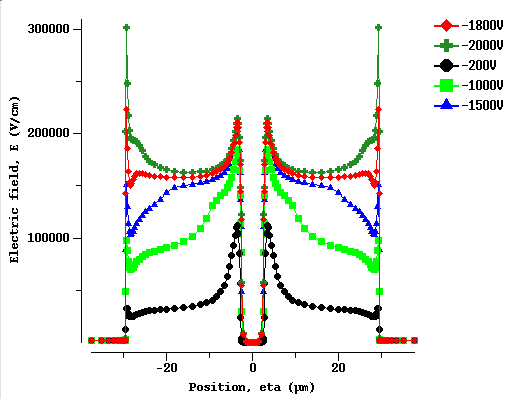 -1800V
-2000V
-200V
-1000V
-1500V
300000
200000
100000
Electric field, E (V/cm)
-20 0 20
Position, eta (µm)